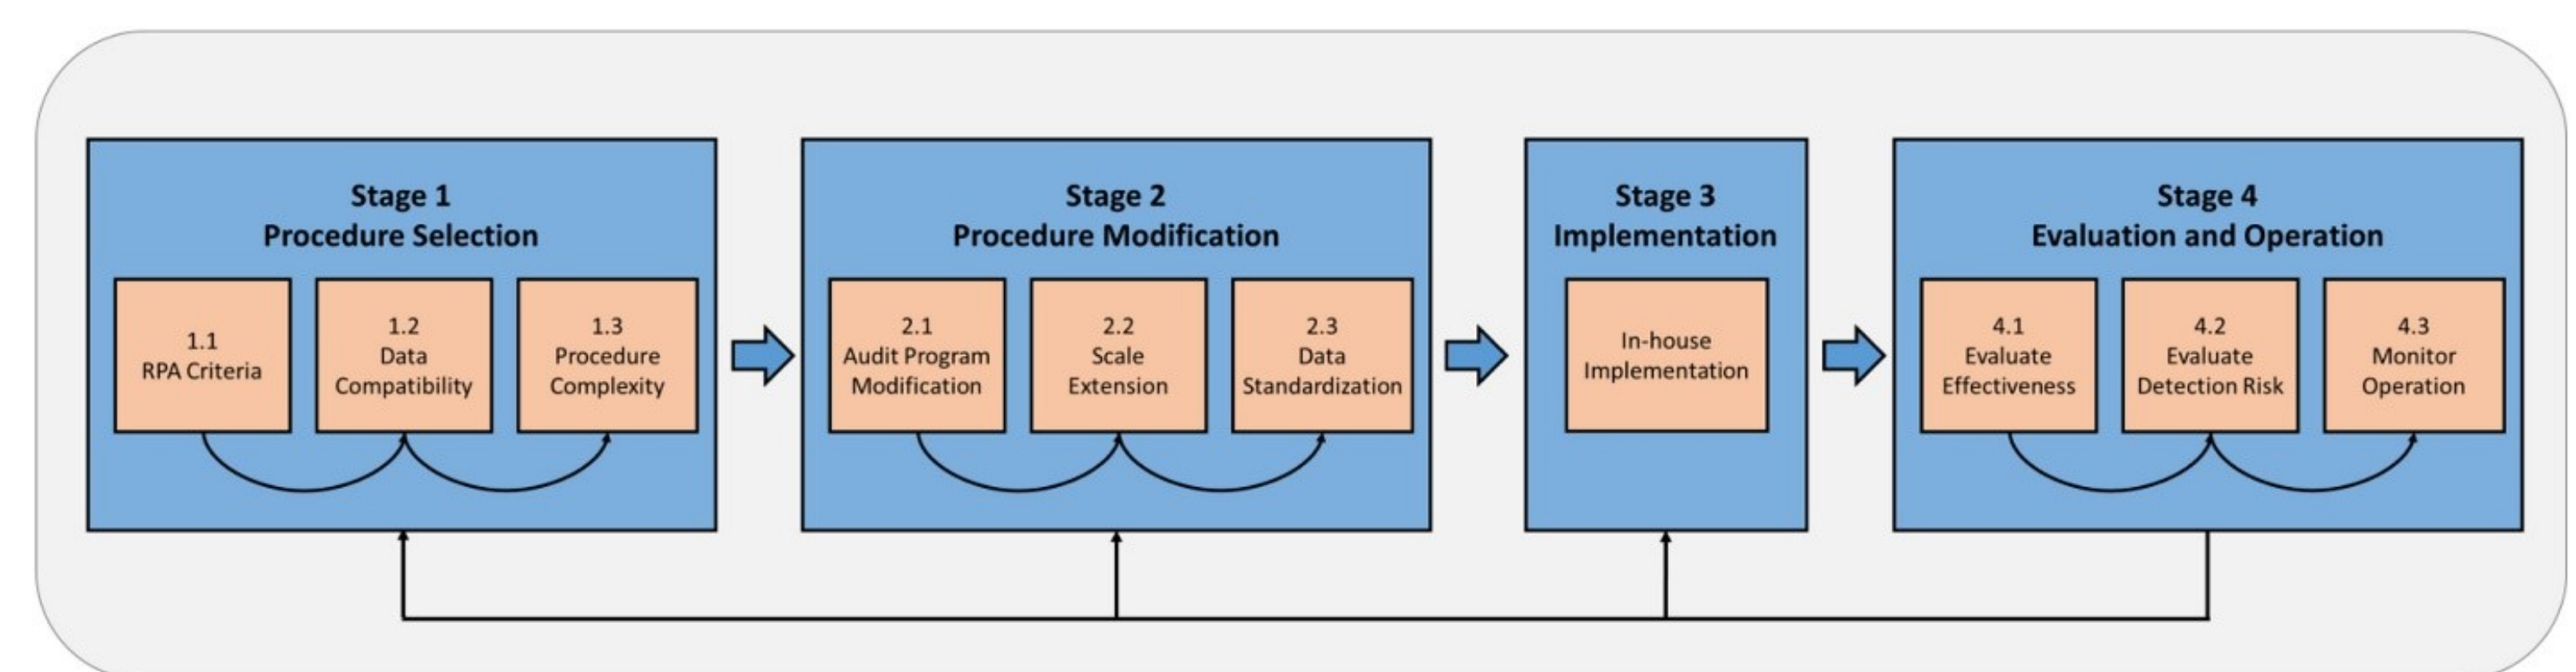 Stage 1
Procedure Selection
1.1
RPA Criteria
1.2
Data
Compatibility
1.3
Procedure
Complexity
Stage 2
Procedure Modification
2.1
Audit Program
Modification
2.2
Scale
Extension
2.3
Data
Standardization
Stage 3
Implementation
In-house
Implementation
Stage 4
Evaluation and Operation
4.1
Evaluate
Effectiveness
4.2
Evaluate
Detection Risk
4.3
Monitor
Operation